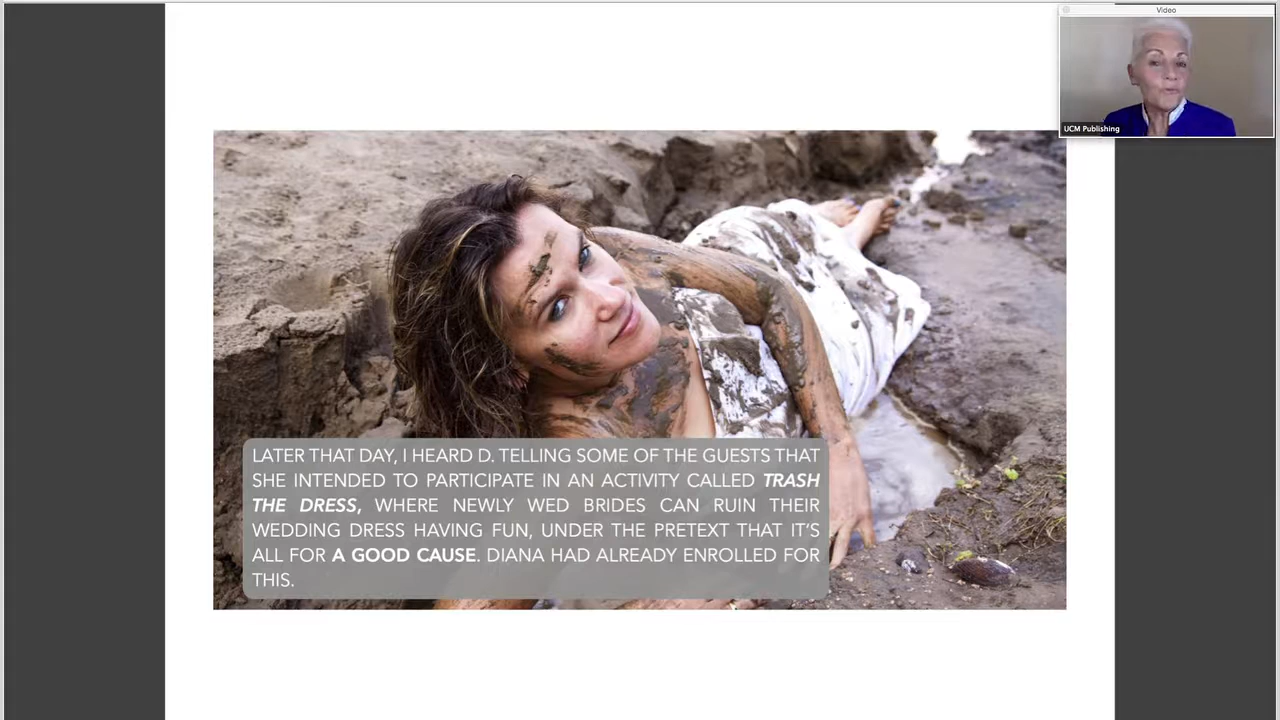 Video
UCM Publishing
LATER THAT DAY, I HEARD D. TELLING SOME OF THE GUESTS THAT
SHE INTENDED TO PARTICIPATE IN AN ACTIVITY CALLED TRASH
THE DRESS, WHERE NEWLY WED BRIDES CAN RUIN THEIR
WEDDING DRESS HAVING FUN, UNDER THE PRETEXT THAT IT'S
ALL FOR A GOOD CAUSE. DIANA HAD ALREADY ENROLLED FOR
THIS.